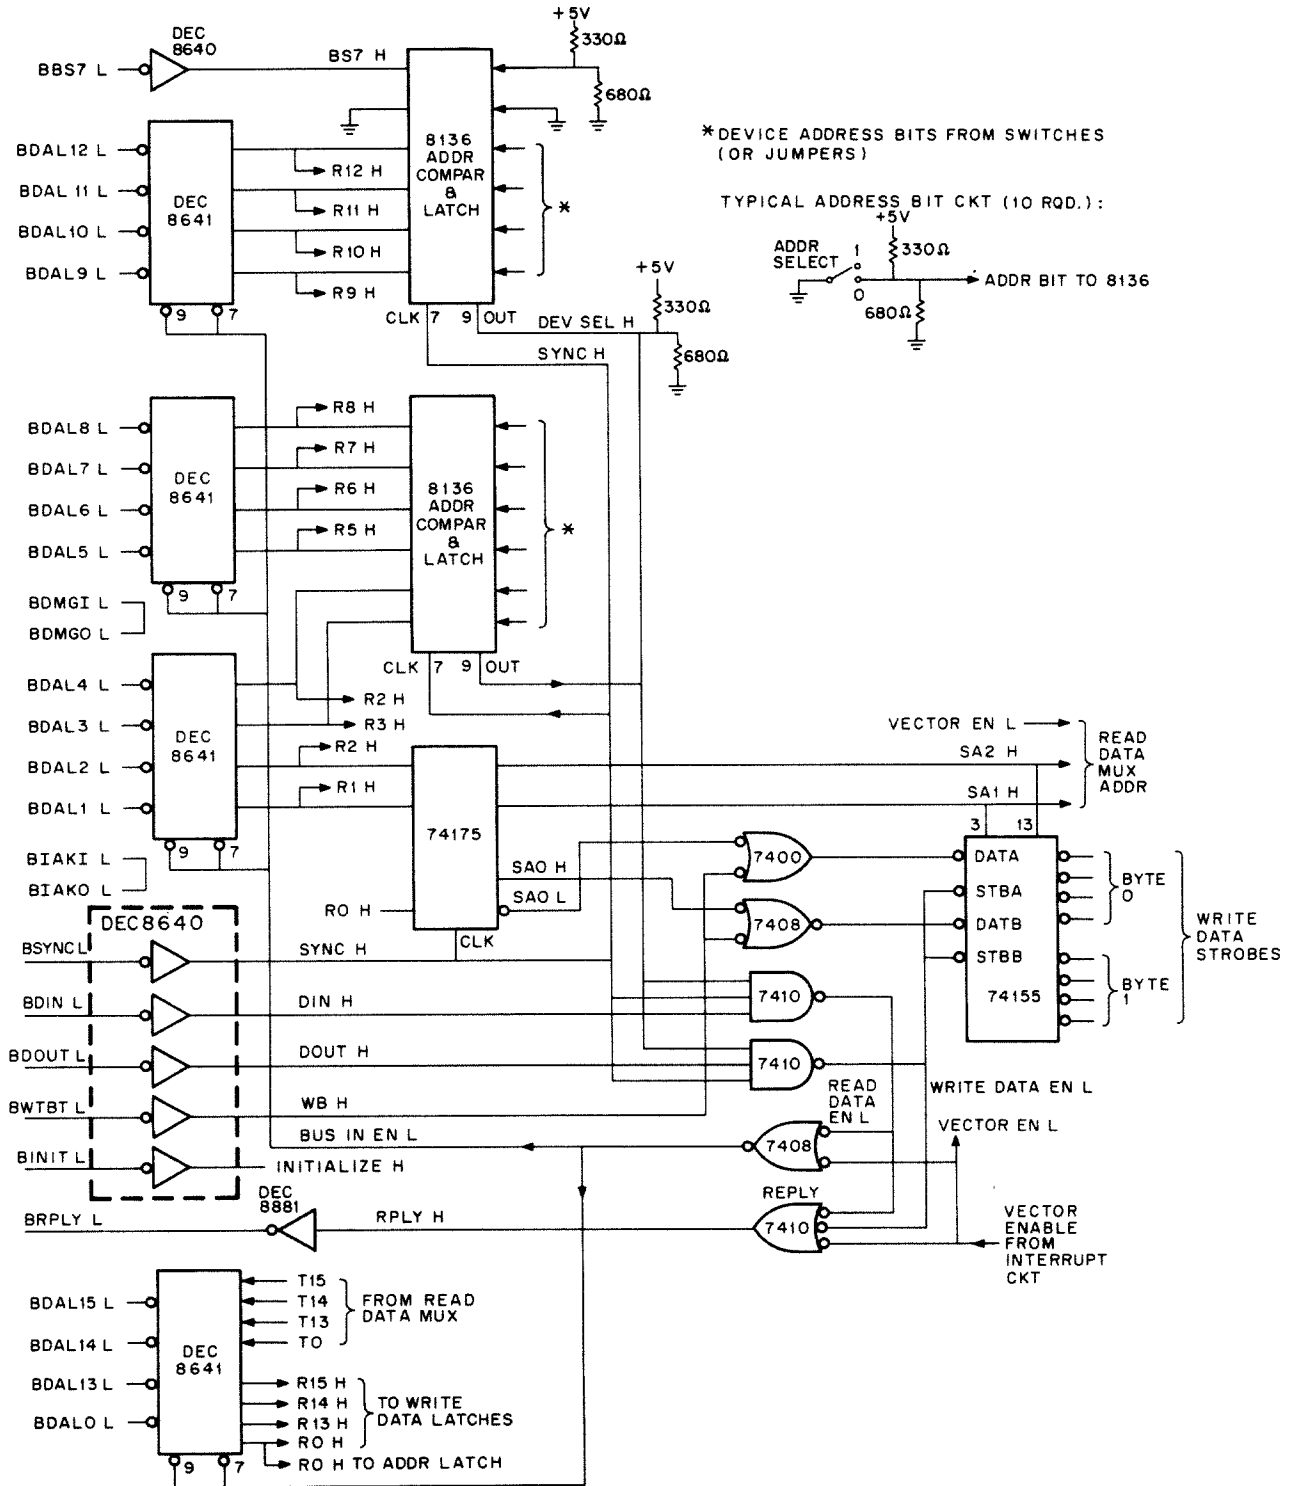 +5V
330Ω
680Ω
DEC
8640
BBS7 L
BS7 H
8136
ADDR
COMPAR
&
LATCH
*
*DEVICE ADDRESS BITS FROM SWITCHES
(OR JUMPERS)
TYPICAL ADDRESS BIT CKT (10 RQD.):
+5V
330Ω
ADDR
SELECT
1
0
680Ω
ADDR BIT TO 8136
BDAL12 L
BDAL 11 L
BDAL10 L
BDAL9 L
DEC
8641
R12 H
R11 H
R10 H
R9 H
9
7
CLK
7
9
OUT
DEV SEL H
SYNC H
+5V
330Ω
680Ω
BDAL8 L
BDAL7 L
BDAL6 L
BDAL5 L
DEC
8641
R8 H
R7 H
R6 H
R5 H
8136
ADDR
COMPAR
&
LATCH
*
9
7
BDMGI L
BDMGO L
CLK
7
9
OUT
BDAL4 L
BDAL3 L
BDAL2 L
BDAL1 L
DEC
8641
R2 H
R3 H
R2 H
R1 H
9
7
74175
VECTOR EN L
SA2 H
SA1 H
READ
DATA
MUX
ADDR
3
13
BIAKI L
BIAKO L
RO H
SAO H
SAO L
CLK
7400
7408
DATA
STBA
DATB
STBB
74155
BYTE
0
BYTE
1
WRITE
DATA
STROBES
DEC8640
BSYNC L
BDIN L
BDOUT L
BWTBT L
BINIT L
SYNC H
DIN H
DOUT H
WB H
BUS IN EN L
INITIALIZE H
7410
7410
READ
DATA
EN L
WRITE DATA EN L
VECTOR EN L
7408
REPLY
7410
VECTOR
ENABLE
FROM
INTERRUPT
CKT
DEC
8881
BRPLY L
RPLY H
BDAL15 L
BDAL14 L
BDAL13 L
BDALO L
DEC
8641
T15
T14
T13
TO
FROM READ
DATA MUX
R15 H
R14 H
R13 H
RO H
TO WRITE
DATA LATCHES
RO H TO ADDR LATCH
9
7